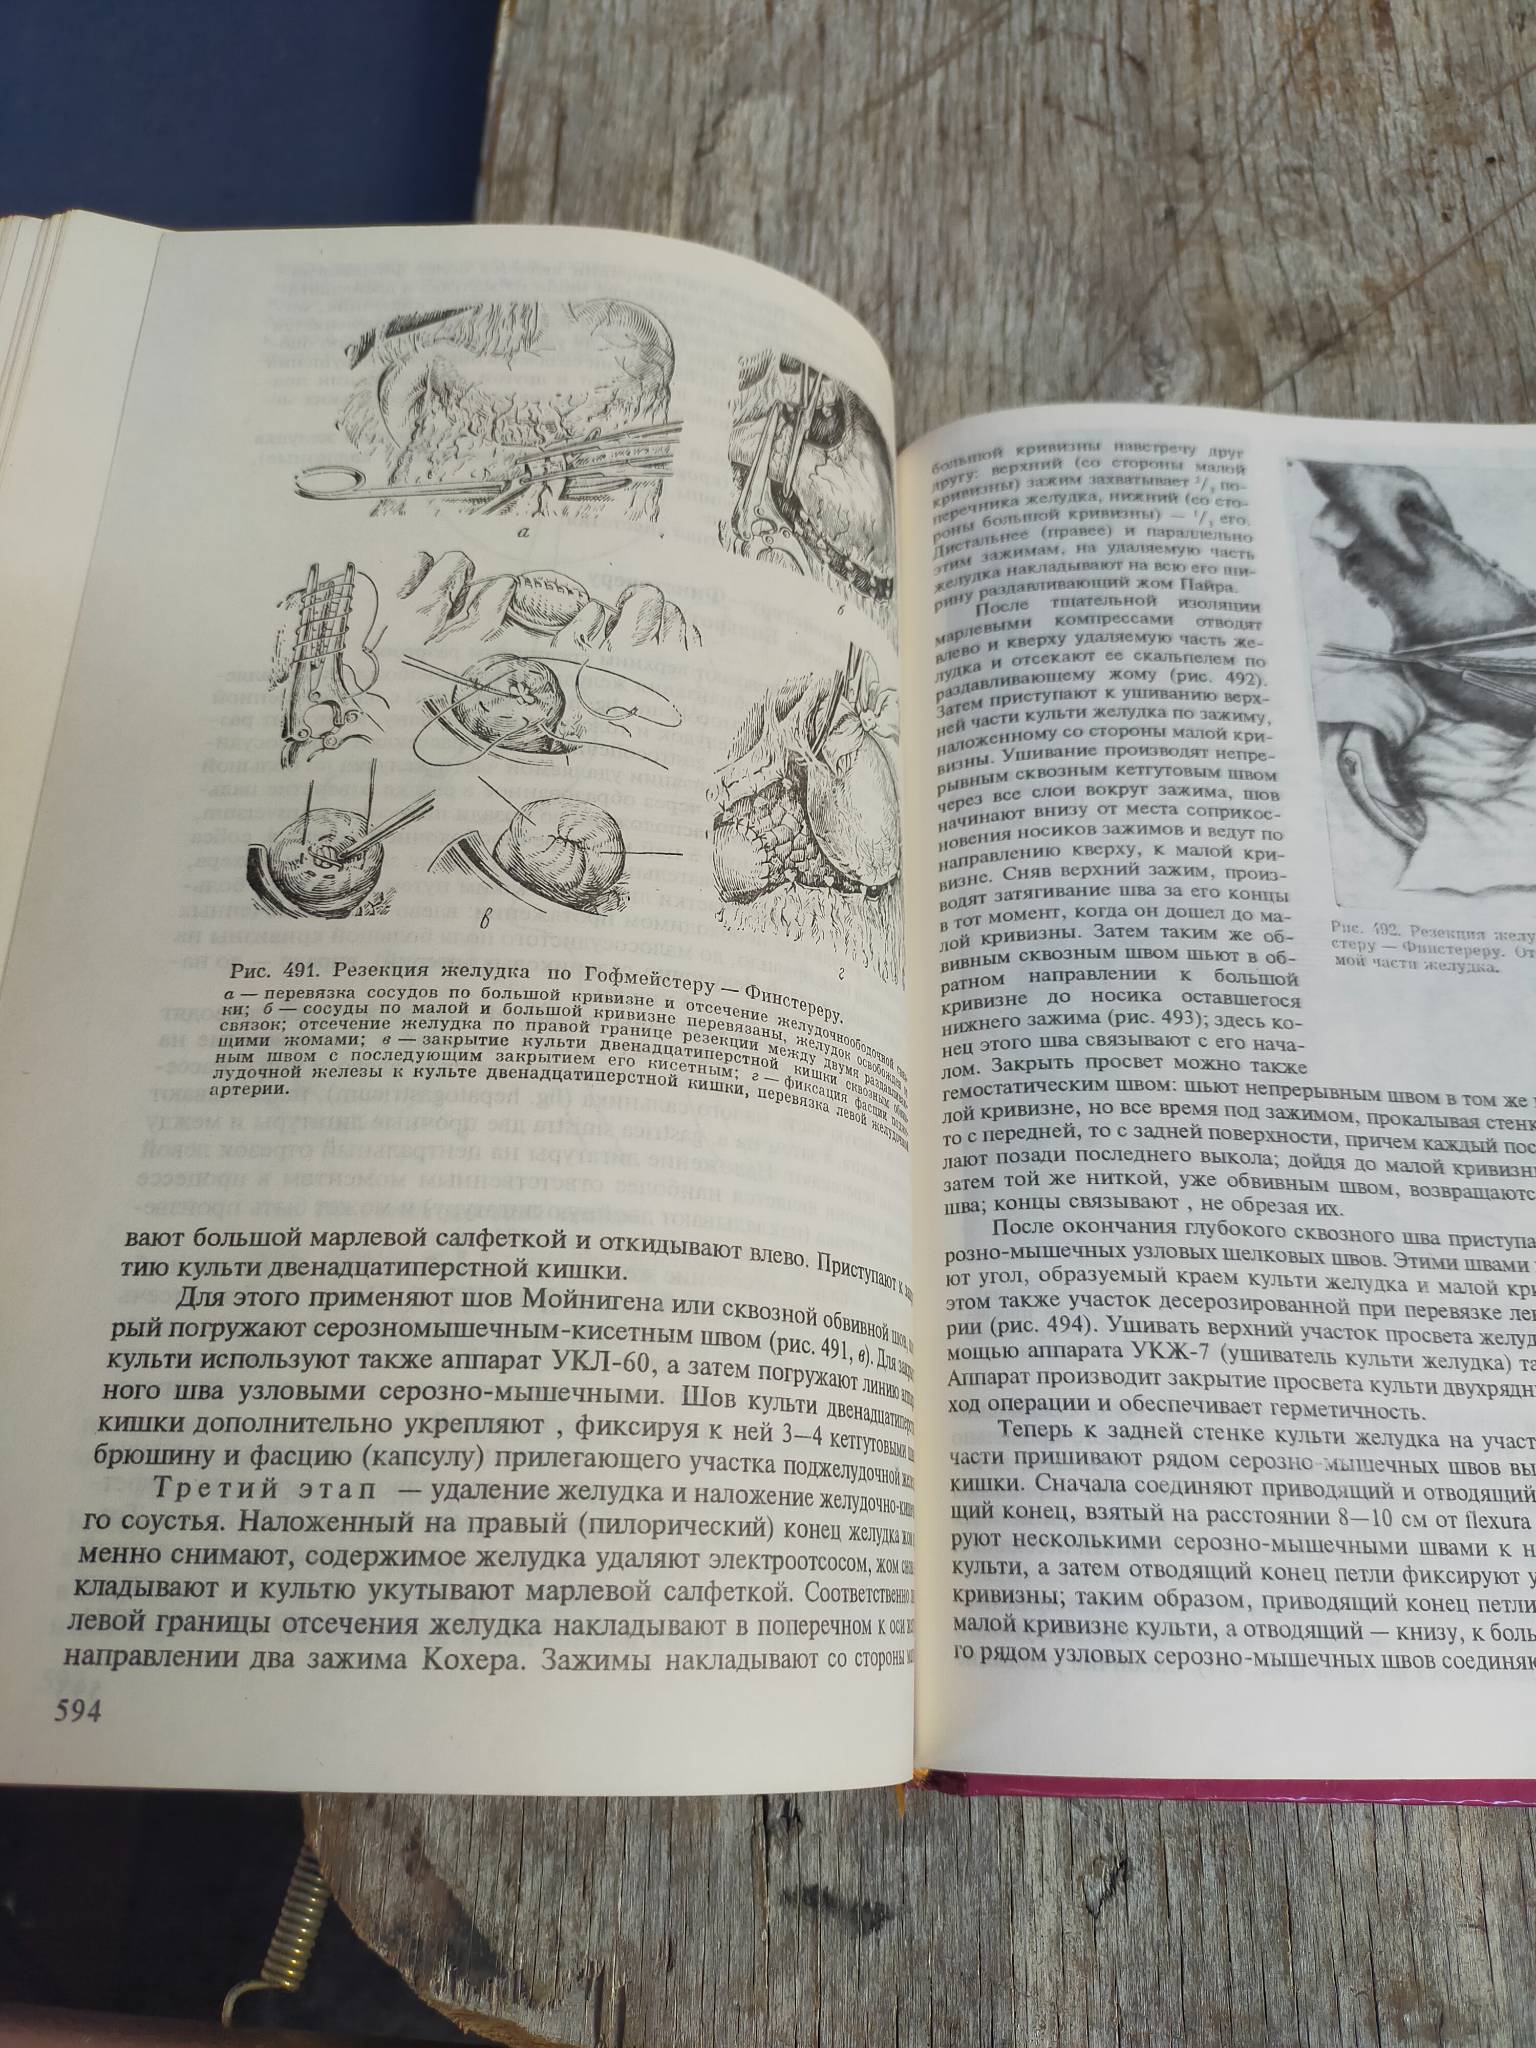 а
б
в
г
Рис. 491. Резекция желудка по Гофмейстеру — Финстереру.
а — перевязка сосудов по большой кривизне и отсечение желудочноободочной
ки; б — сосуды по малой и большой кривизне перевязаны, желудок освобожден
связок; отсечение желудка по правой границе резекции между двумя
щими жомами; в — закрытие культи двенадцатиперстной кишки сквозным
ным швом с последующим закрытием его кисетным; г — фиксация фасции
лудочной железы к культе двенадцатиперстной кишки, перевязка левой желудочной
артерии.
вают большой марлевой салфеткой и откидывают влево. Приступают к
тию культи двенадцатиперстной кишки.
Для этого применяют шов Мойнигена или сквозной обвивной шов,
рый погружают серозномышечным-кисетным швом (рис. 491, в). Для
культи используют также аппарат УКЛ-60, а затем погружают линию
ного шва узловыми серозно-мышечными. Шов культи
кишки дополнительно укрепляют , фиксируя к ней 3—4 кетгутовыми
брюшину и фасцию (капсулу) прилегающего участка поджелудочной
Третий этап — удаление желудка и наложение
го соустья. Наложенный на правый (пилорический) конец желудка
менно снимают, содержимое желудка удаляют электроотсосом, жом
кладывают и культю укутывают марлевой салфеткой. Соответственно
левой границы отсечения желудка накладывают в поперечном к оси
направлении два зажима Кохера. Зажимы накладывают со стороны
594
большой кривизны навстречу друг
другу: верхний (со стороны малой
кривизны) зажим захватывает по-
перечника желудка, нижний (со сто-
роны большой кривизны) — его.
Дистальнее (правее) и параллельно
этим зажимам, на удаляемую часть
желудка накладывают на всю его ши-
рину раздавливающий жом Пайра.
После тщательной изоляции
марлевыми компрессами отводят
влево и кверху удаляемую часть же-
лудка и отсекают ее скальпелем по
раздавливающему жому (рис. 492).
Затем приступают к ушиванию верх-
ней части культи желудка по зажиму,
наложенному со стороны малой кри-
визны. Ушивание производят непре-
рывным сквозным кетгутовым швом
через все слои вокруг зажима, шов
начинают внизу от места соприкос-
новения носиков зажимов и ведут по
направлению кверху, к малой кри-
визне. Сняв верхний зажим, произ-
водят затягивание шва за его концы
в тот момент, когда он дошел до ма-
лой кривизны. Затем таким же об-
вивным сквозным швом шьют в об-
ратном направлении к большой
кривизне до носика оставшегося
нижнего зажима (рис. 493); здесь ко-
нец этого шва связывают с его нача-
лом. Закрыть просвет можно также
гемостатическим швом: шьют непрерывным швом в том же
лой кривизне, но все время под зажимом, прокалывая
то с передней, то с задней поверхности, причем каждый
лают позади последнего выкола; дойдя до малой
затем той же ниткой, уже обвивным швом,
шва; концы связывают , не обрезая их.
После окончания глубокого сквозного шва
розно-мышечных узловых шелковых швов. Этими швами
ют угол, образуемый краем культи желудка и малой
этом также участок десерозированной при перевязке
рии (рис. 494). Ушивать верхний участок просвета
мощью аппарата УКЖ-7 (ушиватель культи желудка)
Аппарат производит закрытие просвета культи
ход операции и обеспечивает герметичность.
Теперь к задней стенке культи желудка на
части пришивают рядом серозно-мышечных швов
кишки. Сначала соединяют приводящий и отводящий
щий конец, взятый на расстоянии 8—10 см от flexura
руют несколькими серозно-мышечными швами к
культи, а затем отводящий конец петли фиксируют
кривизны; таким образом, приводящий конец петли
малой кривизне культи, а отводящий — книзу, к
го рядом узловых серозно-мышечных швов
Рис. 492. Резекция
стеру — Финстереру.
мой части желудка.